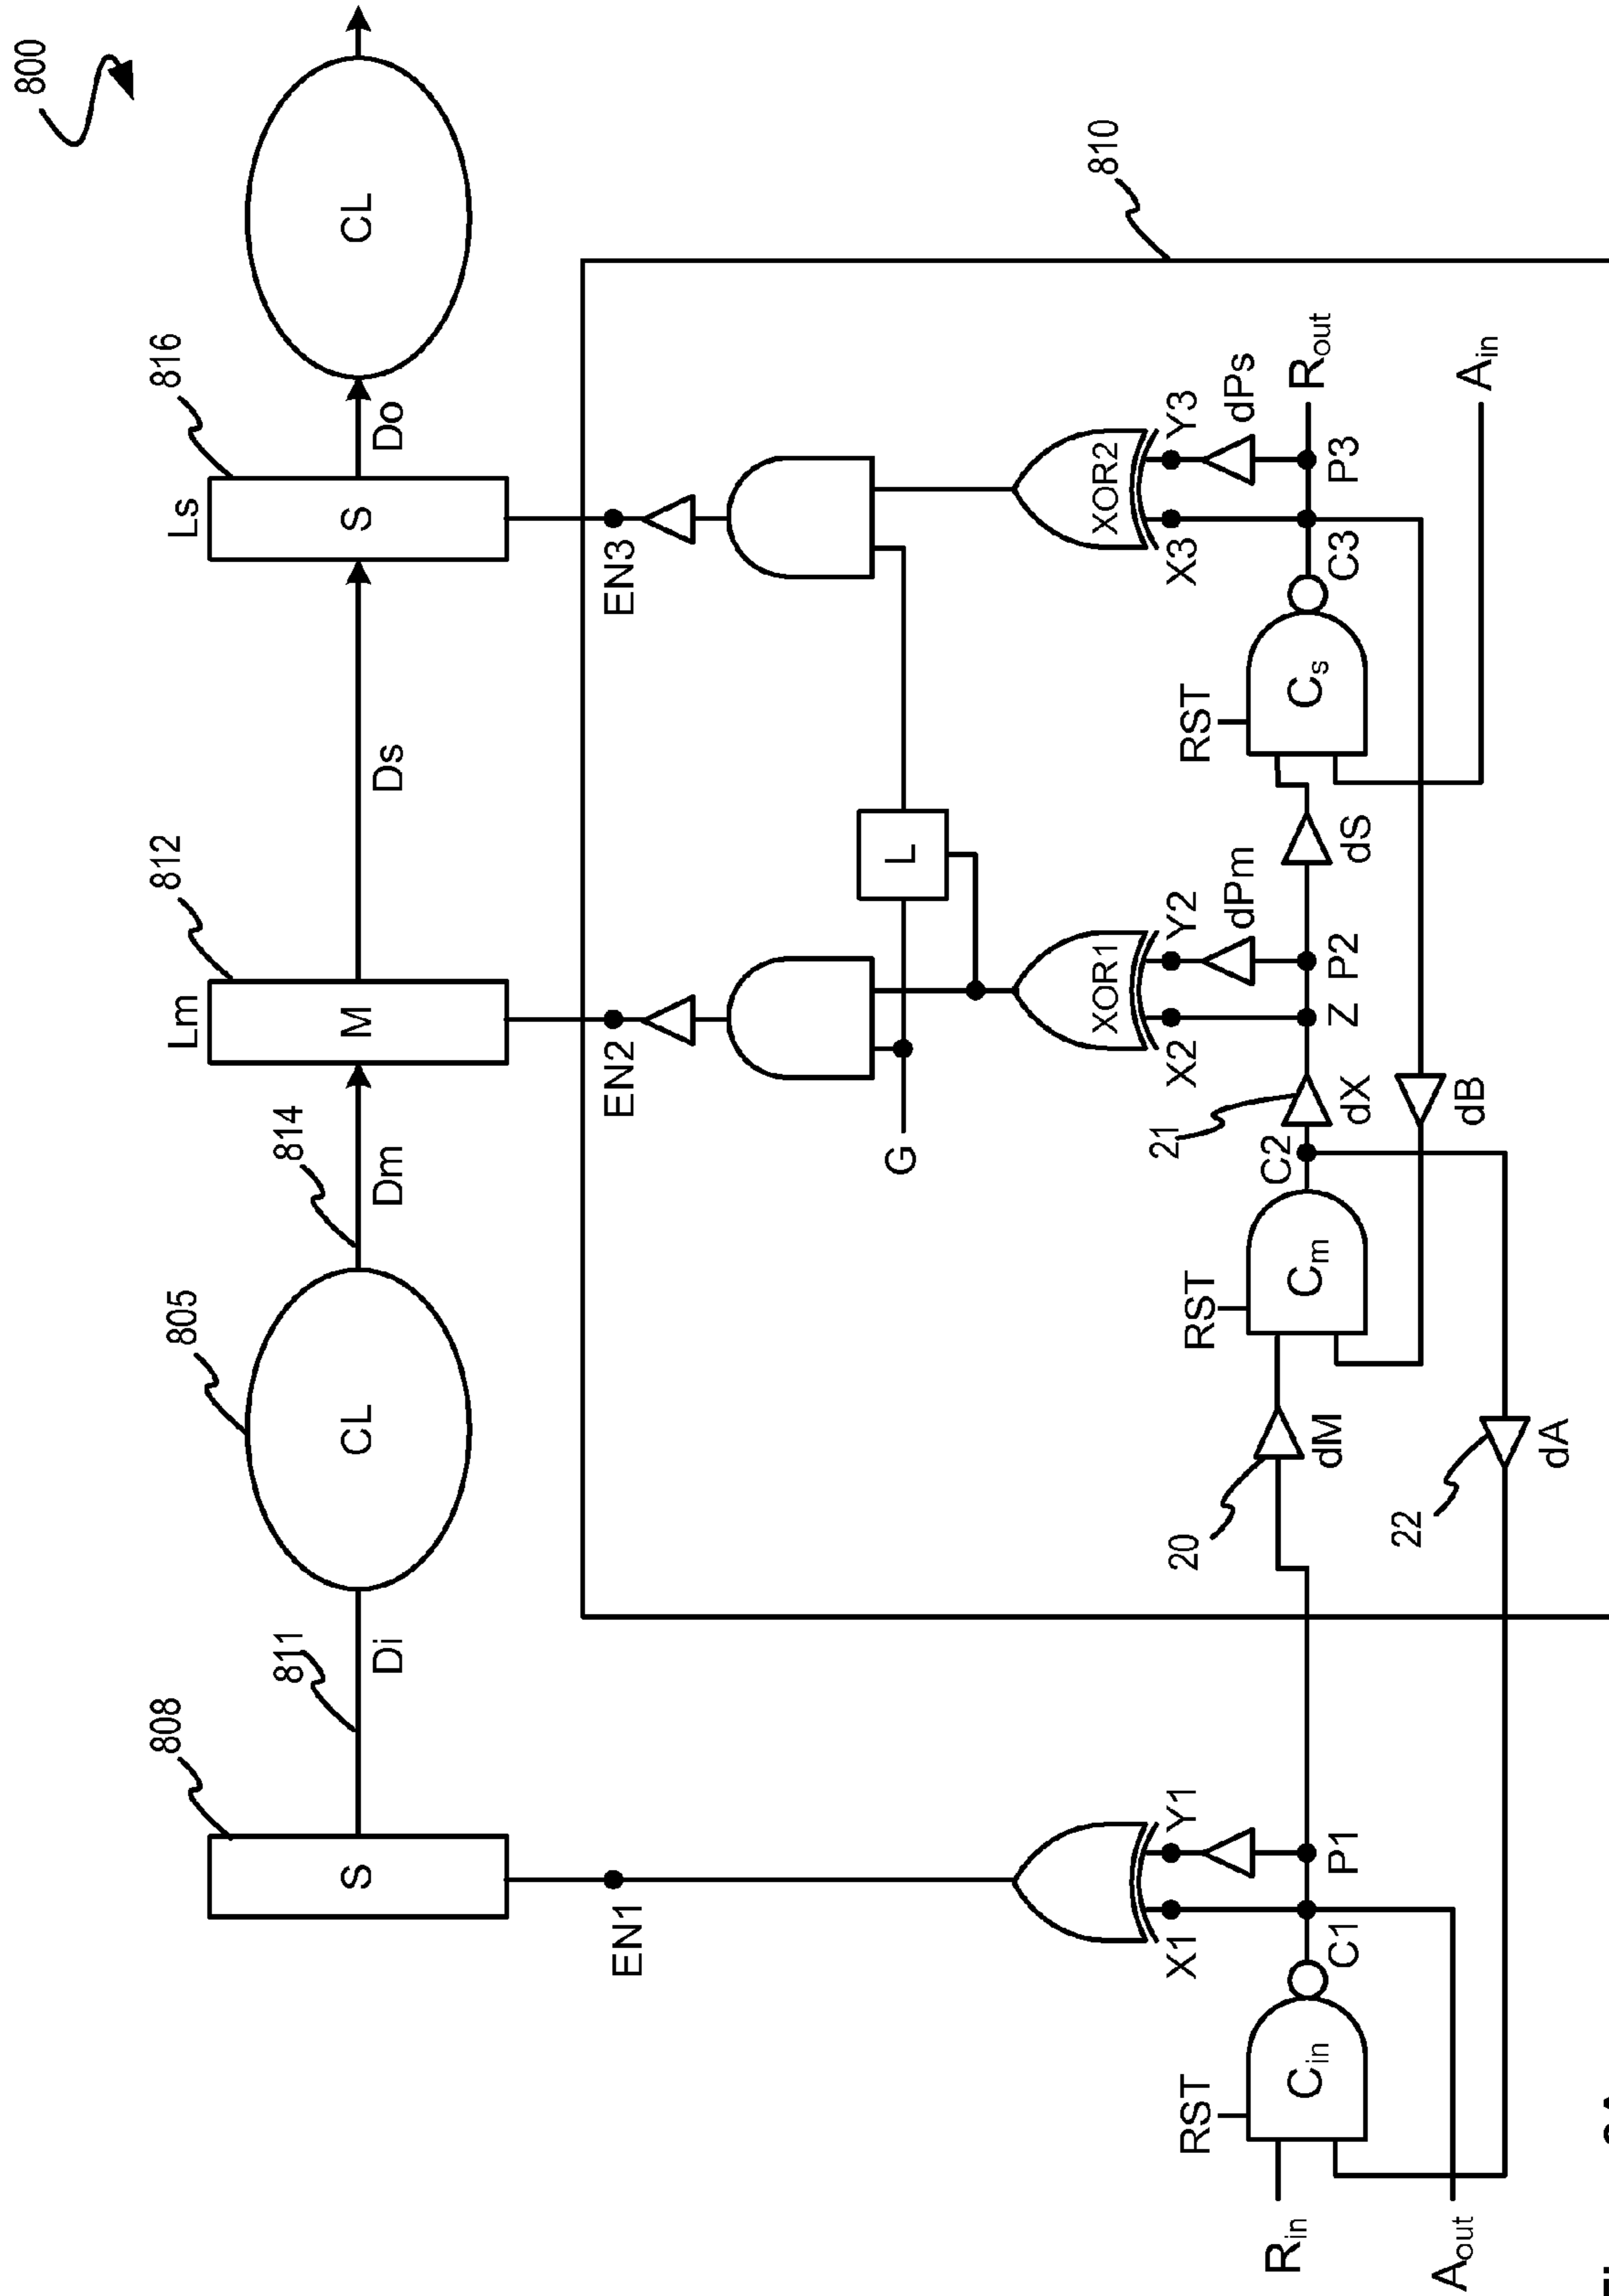 800
CL
816
Ls
S
Do
Ds
812
Lm
M
814
Dm
805
CL
811
Di
808
S
810
EN3
EN2
EN1
G
L
XOR2
X3
Y3
dPs
XOR1
X2
Y2
dPm
X1
Y1
RST
Cs
C3
P3
Rout
Ain
dS
Z
P2
21
dX
C2
dB
RST
Cm
20
dM
22
dA
P1
C1
RST
Cin
Rin
Aout